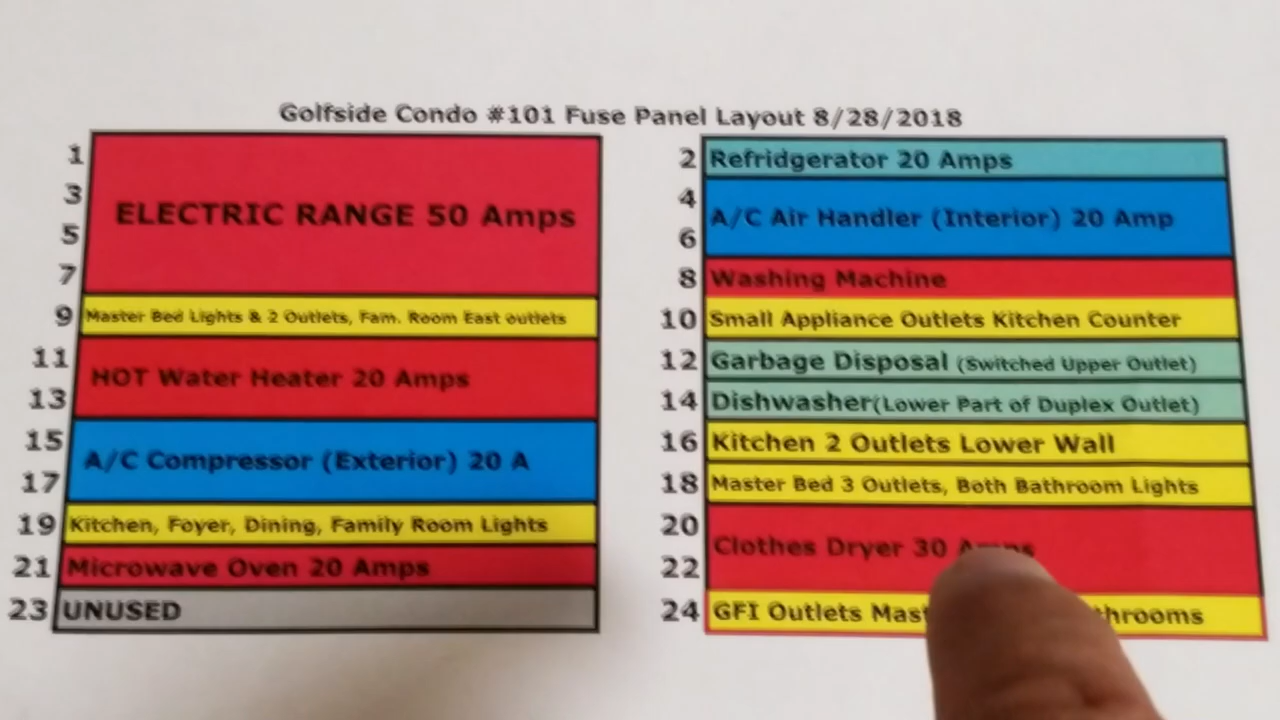 Golfside Condo #101 Fuse Panel Layout 8/28/2018
1
3
5
7
ELECTRIC RANGE 50 Amps
9 Master Bed Lights & 2 Outlets, Fam. Room East outlets
11
13
HOT Water Heater 20 Amps
15
17
A/C Compressor (Exterior) 20 A
19 Kitchen, Foyer, Dining, Family Room Lights
21 Microwave Oven 20 Amps
23 UNUSED
2 Refridgerator 20 Amps
4
6
A/C Air Handler (Interior) 20 Amp
8 Washing Machine
10 Small Appliance Outlets Kitchen Counter
12 Garbage Disposal (Switched Upper Outlet)
14 Dishwasher(Lower Part of Duplex Outlet)
16 Kitchen 2 Outlets Lower Wall
18 Master Bed 3 Outlets, Both Bathroom Lights
20
22
Clothes Dryer 30 Amps
24 GFI Outlets